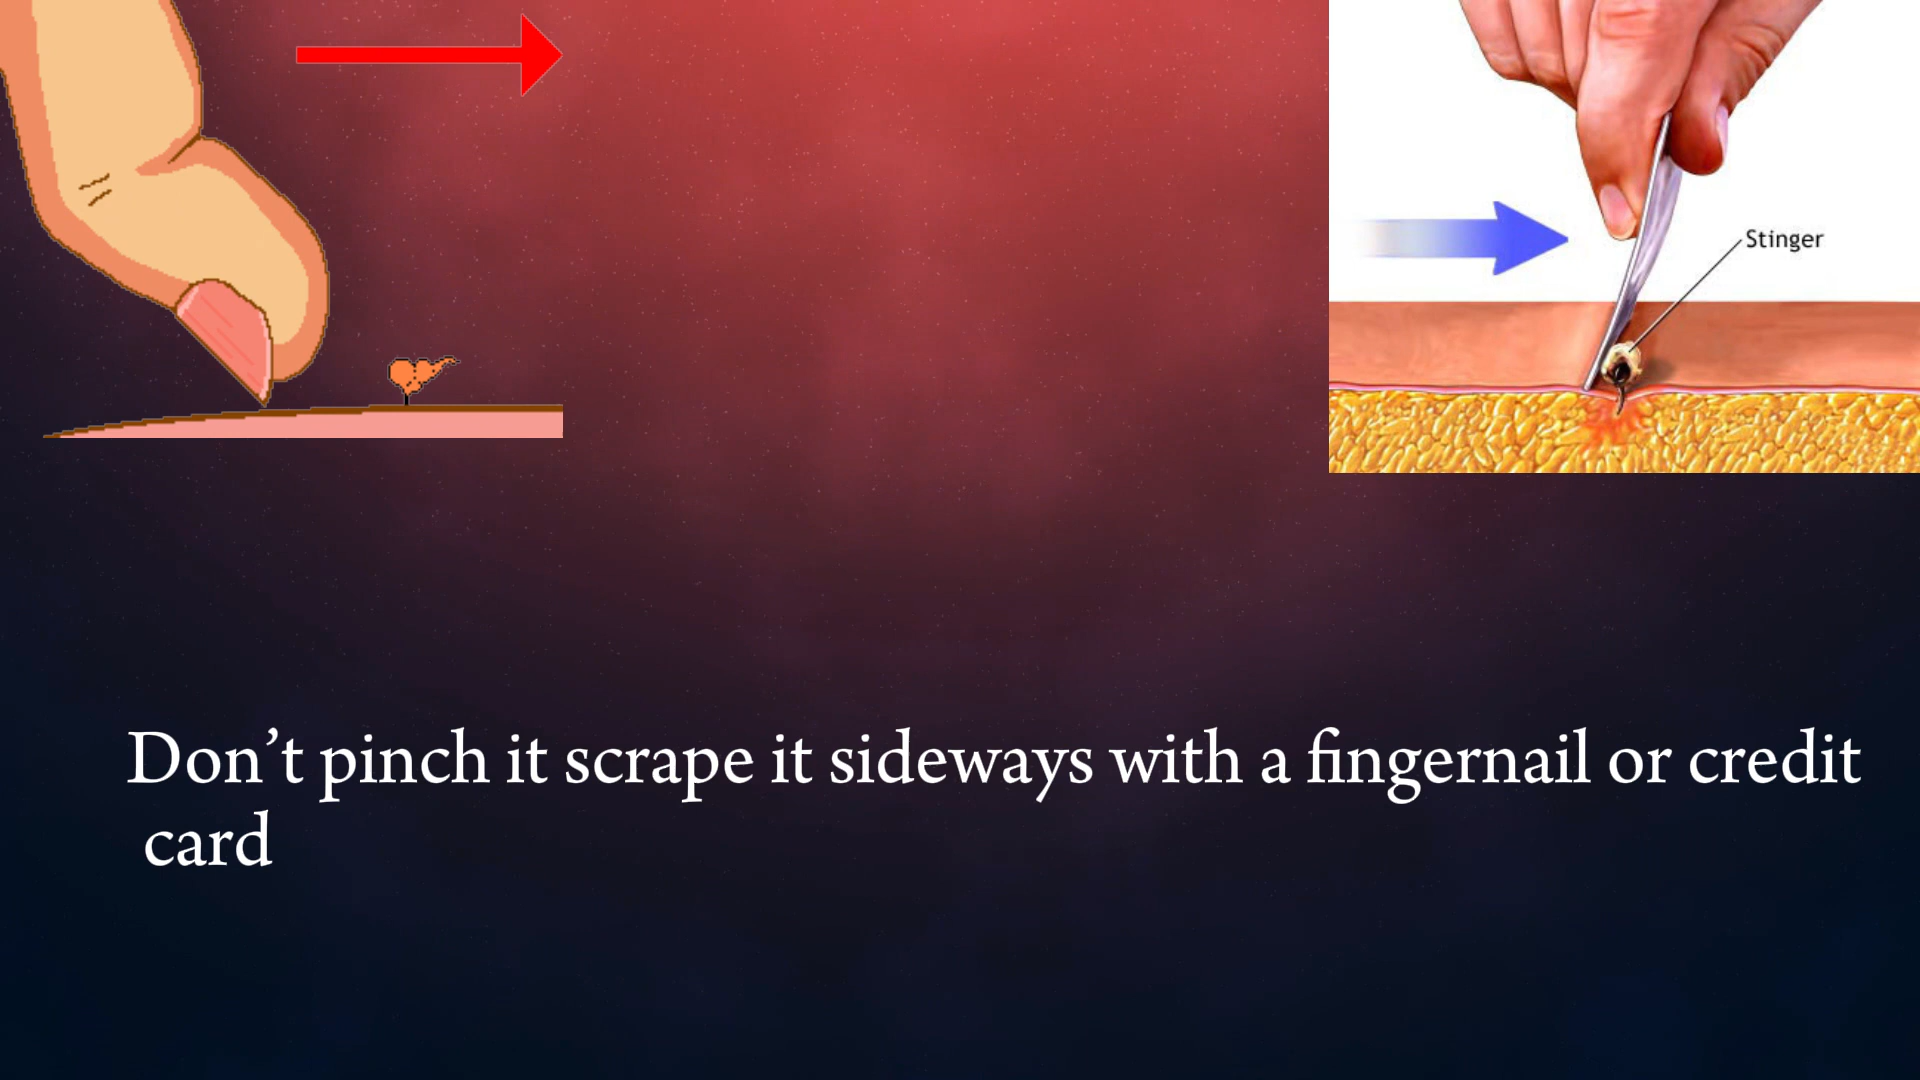 Stinger
Don’t pinch it scrape it sideways with a fingernail or credit
card